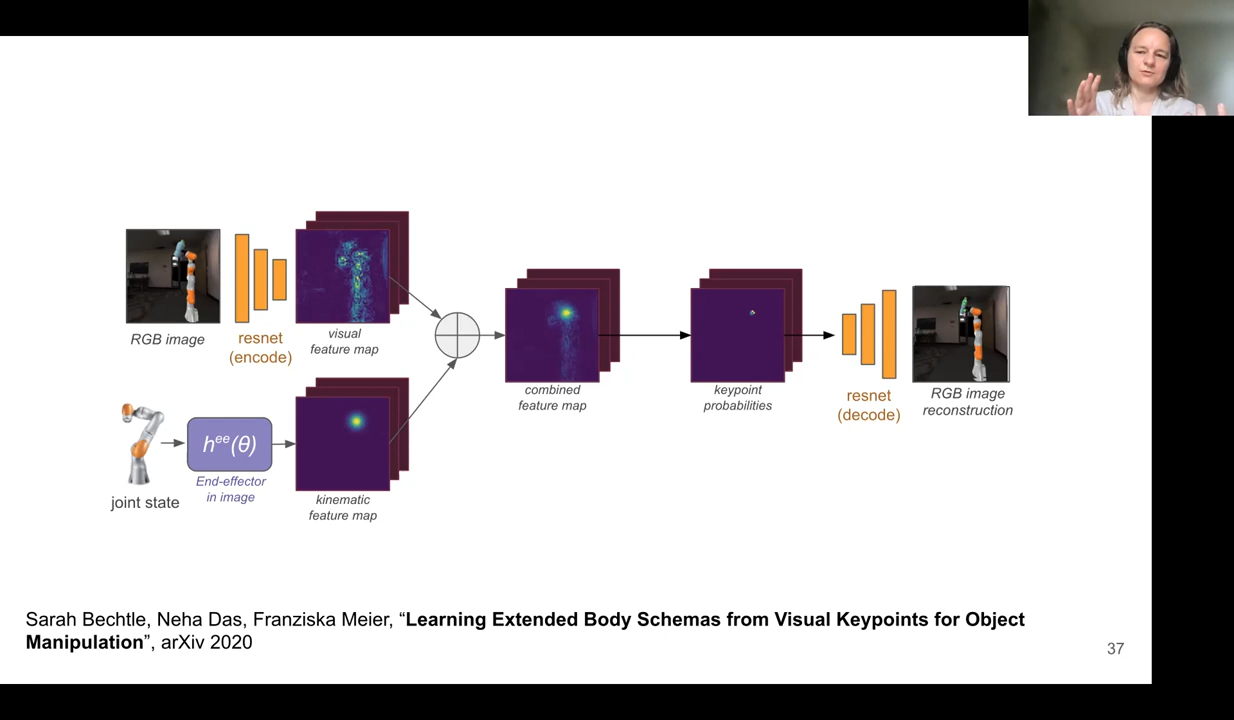 RGB image
resnet
(encode)
visual
feature map
joint state
hee(θ)
End-effector
in image
kinematic
feature map
combined
feature map
keypoint
probabilities
resnet
(decode)
RGB image
reconstruction
Sarah Bechtle, Neha Das, Franziska Meier, “Learning Extended Body Schemas from Visual Keypoints for Object
Manipulation”, arXiv 2020
37